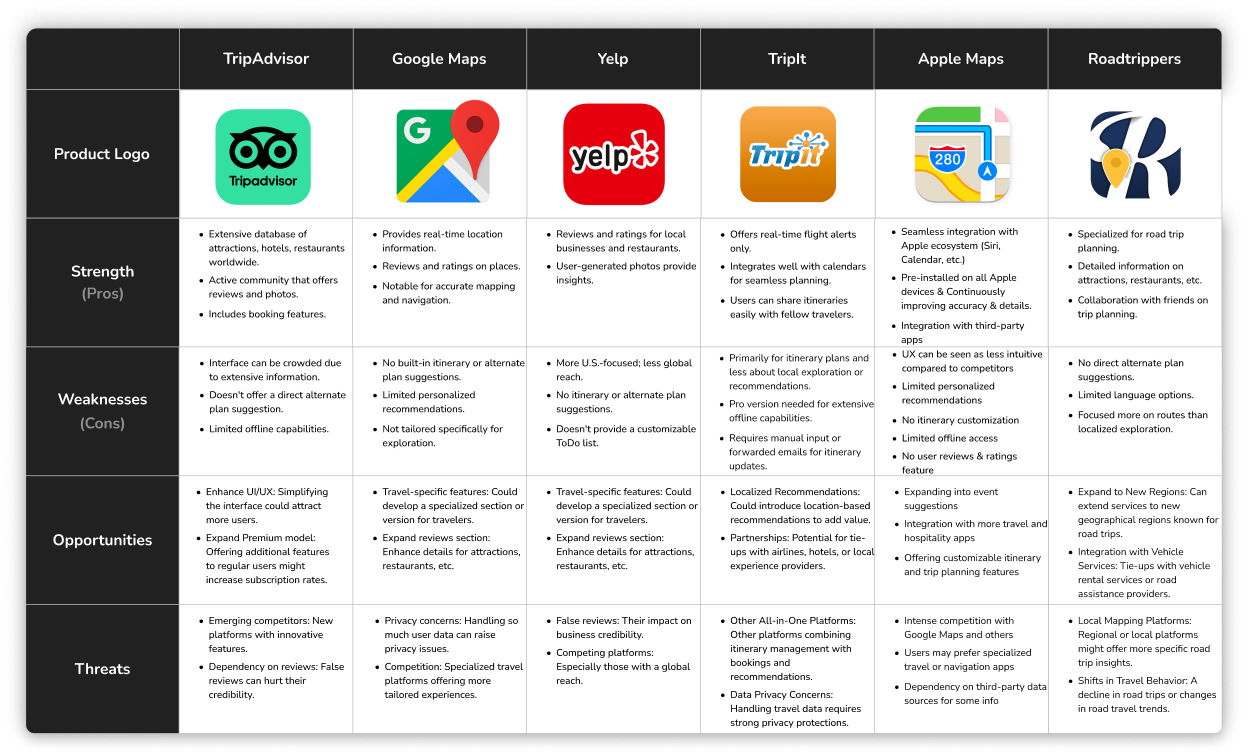 TripAdvisor
Google Maps
Yelp
TripIt
Apple Maps
Roadtrippers
Product Logo
Tripadvisor
G
yelp
TripIt
280
R
Strength
(Pros)
• Extensive database of
attractions, hotels, restaurants
worldwide.
• Active community that offers
reviews and photos.
• Includes booking features.
• Provides real-time location
information.
• Reviews and ratings on places.
• Notable for accurate mapping
and navigation.
• Reviews and ratings for local
businesses and restaurants.
• User-generated photos provide
insights.
• Offers real-time flight alerts
only.
• Integrates well with calendars
for seamless planning.
• Users can share itineraries
easily with fellow travelers.
• Seamless integration with
Apple ecosystem (Siri,
Calendar, etc.)
• Pre-installed on all Apple
devices & Continuously
improving accuracy & details.
• Integration with third-party
apps
• Specialized for road trip
planning.
• Detailed information on
attractions, restaurants, etc.
• Collaboration with friends on
trip planning.
Weaknesses
(Cons)
• Interface can be crowded due
to extensive information.
• Doesn't offer a direct alternate
plan suggestion.
• Limited offline capabilities.
• No built-in itinerary or alternate
plan suggestions.
• Limited personalized
recommendations.
• Not tailored specifically for
exploration.
• More U.S.-focused; less global
reach.
• No itinerary or alternate plan
suggestions.
• Doesn't provide a customizable
ToDo list.
• Primarily for itinerary plans and
less about local exploration or
recommendations.
• Pro version needed for extensive
offline capabilities.
• Requires manual input or
forwarded emails for itinerary
updates.
• UX can be seen as less intuitive
compared to competitors
• Limited personalized
recommendations
• No itinerary customization
• Limited offline access
• No user reviews & ratings
feature
• No direct alternate plan
suggestions.
• Limited language options.
• Focused more on routes than
localized exploration.
Opportunities
• Enhance UI/UX: Simplifying
the interface could attract
more users.
• Expand Premium model:
Offering additional features
to regular users might
increase subscription rates.
• Travel-specific features: Could
develop a specialized section or
version for travelers.
• Expand reviews section:
Enhance details for attractions,
restaurants, etc.
• Travel-specific features: Could
develop a specialized section or
version for travelers.
• Expand reviews section:
Enhance details for attractions,
restaurants, etc.
• Localized Recommendations:
Could introduce location-based
recommendations to add value.
• Partnerships: Potential for tie-
ups with airlines, hotels, or local
experience providers.
• Expanding into event
suggestions
• Integration with more travel and
hospitality apps
• Offering customizable itinerary
and trip planning features
• Expand to New Regions: Can
extend services to new
geographical regions known for
road trips.
• Integration with Vehicle
Services: Tie-ups with vehicle
rental services or road
assistance providers.
Threats
• Emerging competitors: New
platforms with innovative
features.
• Dependency on reviews: False
reviews can hurt their
credibility.
• Privacy concerns: Handling so
much user data can raise
privacy issues.
• Competition: Specialized travel
platforms offering more
tailored experiences.
• False reviews: Their impact on
business credibility.
• Competing platforms:
Especially those with a global
reach.
• Other All-in-One Platforms:
Other platforms combining
itinerary management with
bookings and
recommendations.
• Data Privacy Concerns:
Handling travel data requires
strong privacy protections.
• Intense competition with
Google Maps and others
• Users may prefer specialized
travel or navigation apps
• Dependency on third-party data
sources for some info
• Local Mapping Platforms:
Regional or local platforms
might offer more specific road
trip insights.
• Shifts in Travel Behavior: A
decline in road trips or changes
in road travel trends.